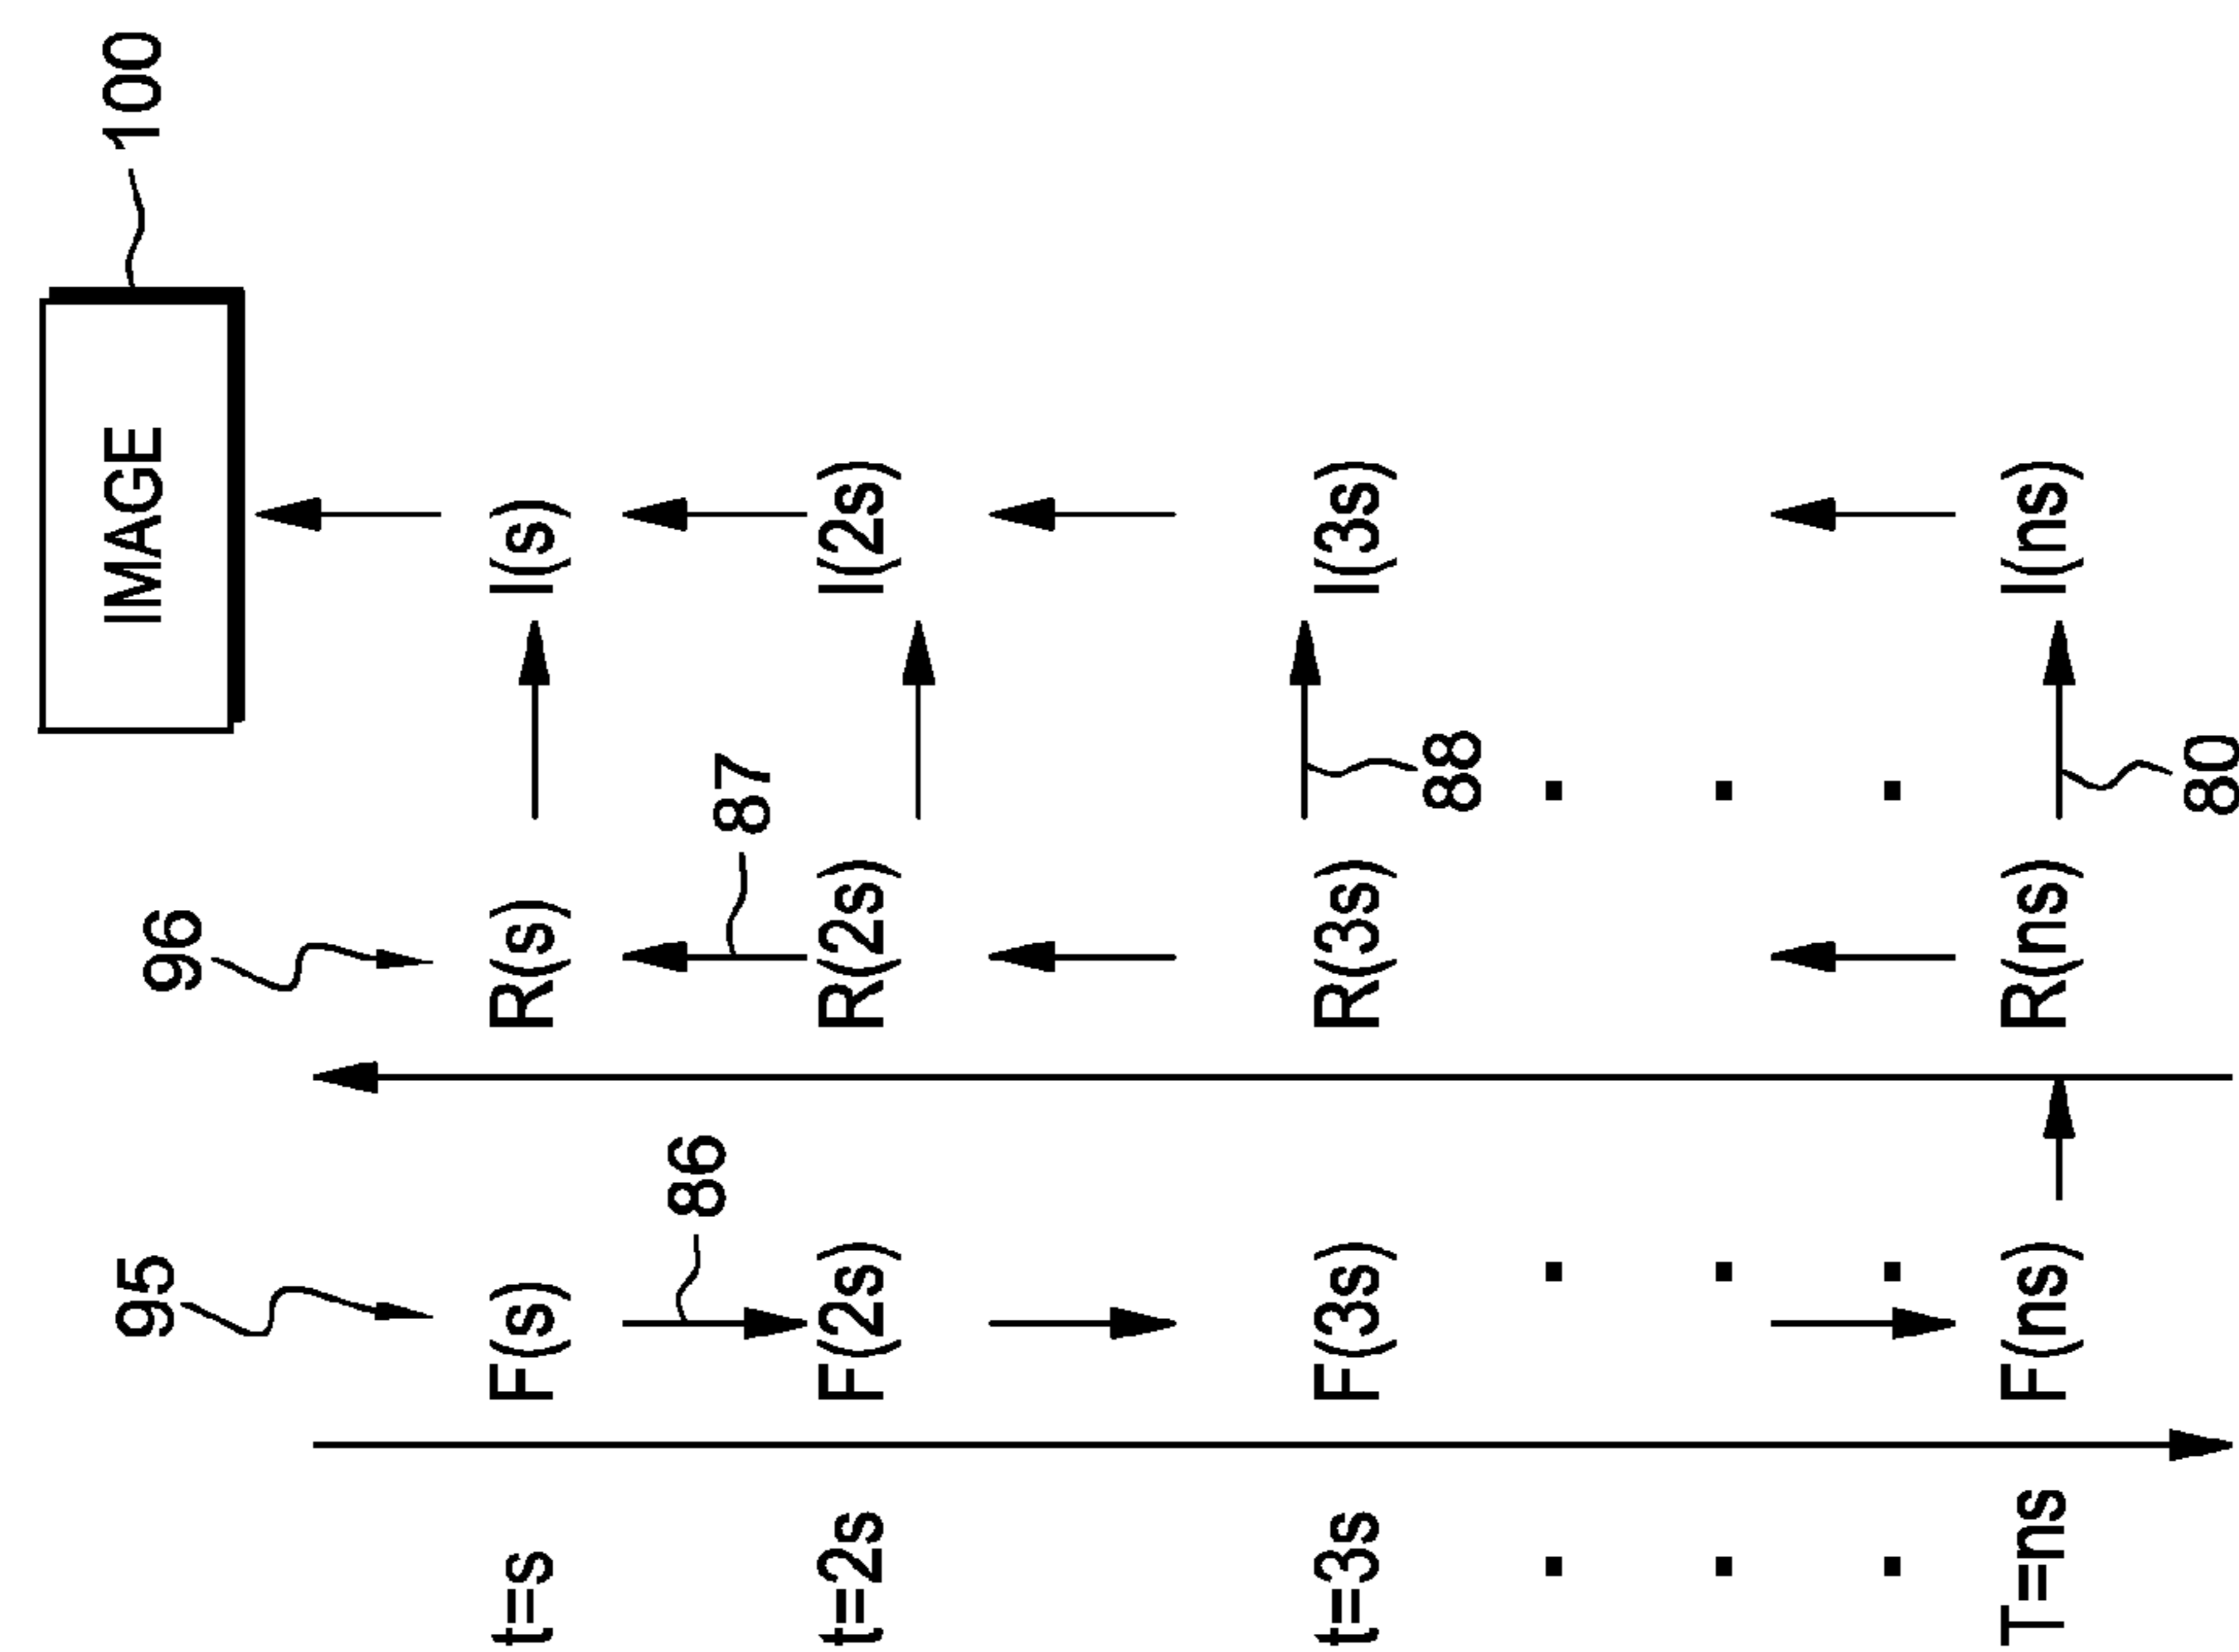 95
96
IMAGE
100
t=s F(s) R(s) I(s)
86
87
t=2s F(2s) R(2s) I(2s)
t=3s F(3s) R(3s) I(3s)
88
T=ns F(ns) R(ns) I(ns)
80